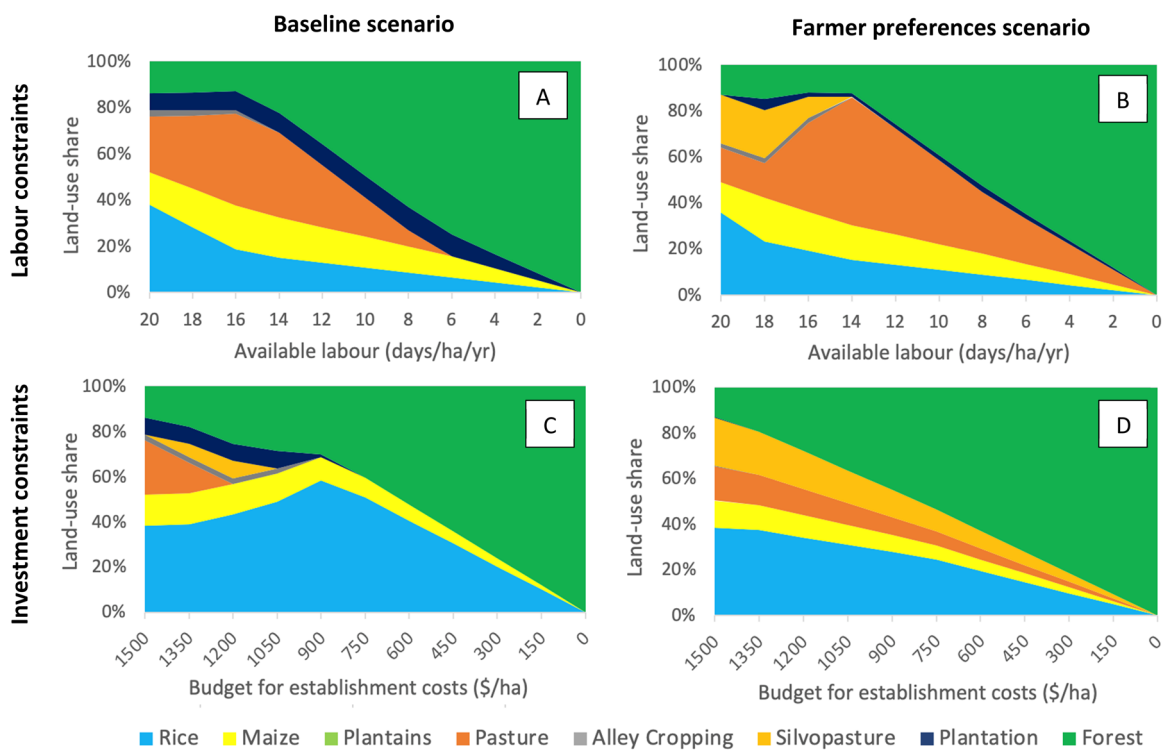 Baseline scenario
Farmer preferences scenario
Labour constraints
Investment constraints
A
100%
80%
60%
40%
20%
0%
Land-use share
20 18 16 14 12 10 8 6 4 2 0
Available labour (days/ha/yr)
B
100%
80%
60%
40%
20%
0%
Land-use share
20 18 16 14 12 10 8 6 4 2 0
Available labour (days/ha/yr)
C
100%
80%
60%
40%
20%
0%
Land-use share
1500 1350 1200 1050 900 750 600 450 300 150 0
Budget for establishment costs ($/ha)
D
100%
80%
60%
40%
20%
0%
Land-use share
1500 1350 1200 1050 900 750 600 450 300 150 0
Budget for establishment costs ($/ha)
Rice Maize Plantains Pasture Alley Cropping Silvopasture Plantation Forest